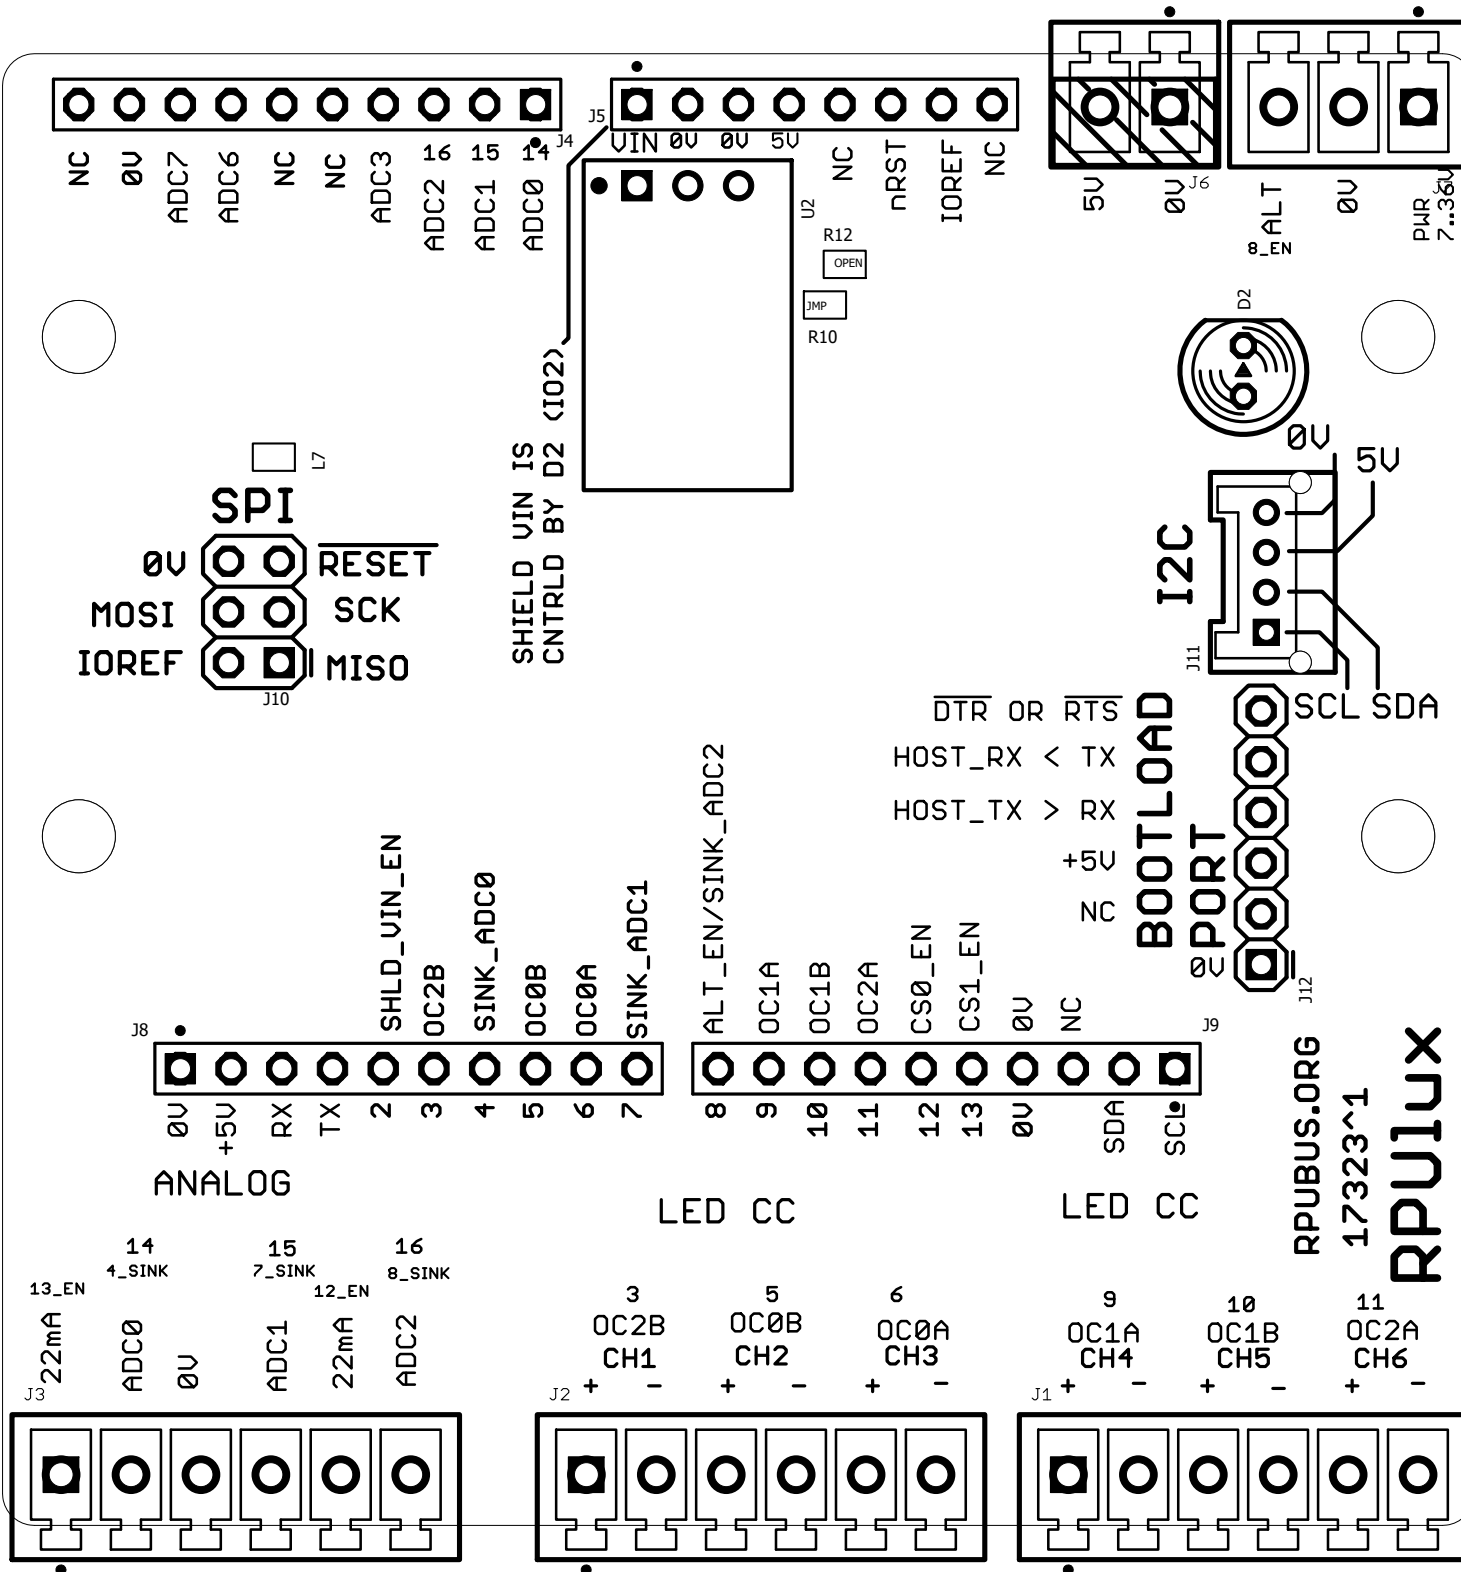 J4
J5
VIN 0V 0V 5V
NC
nRST
IOREF
NC
NC
0V
ADC7
ADC6
NC
NC
ADC3
16
ADC2
15
ADC1
14
ADC0
5V
0V
J6
ALT
8_EN
0V
PWR
7..36V
U2
R12
OPEN
JMP
R10
D2
SHIELD VIN IS
CNTRLD BY D2 (IO2)
L7
SPI
0V
RESET
MOSI
SCK
IOREF
MISO
J10
0V
5V
I2C
J11
SCL SDA
DTR OR RTS
HOST_RX < TX
HOST_TX > RX
+5V
NC
0V
BOOTLOAD
PORT
J12
SHLD_VIN_EN
OC2B
SINK_ADC0
OC0B
OC0A
SINK_ADC1
ALT_EN/SINK_ADC2
OC1A
OC1B
OC2A
CS0_EN
CS1_EN
0V
NC
J8
J9
0V
+5V
RX
TX
2
3
4
5
6
7
8
9
10
11
12
13
0V
SDA
SCL
RPUBUS.ORG
17323^1
RPUlux
ANALOG
LED CC
LED CC
13_EN
22mA
14
4_SINK
ADC0
0V
15
7_SINK
ADC1
12_EN
22mA
16
8_SINK
ADC2
J3
3
OC2B
CH1
+ -
5
OC0B
CH2
+ -
6
OC0A
CH3
+ -
J2
9
OC1A
CH4
+ -
10
OC1B
CH5
+ -
11
OC2A
CH6
+ -
J1